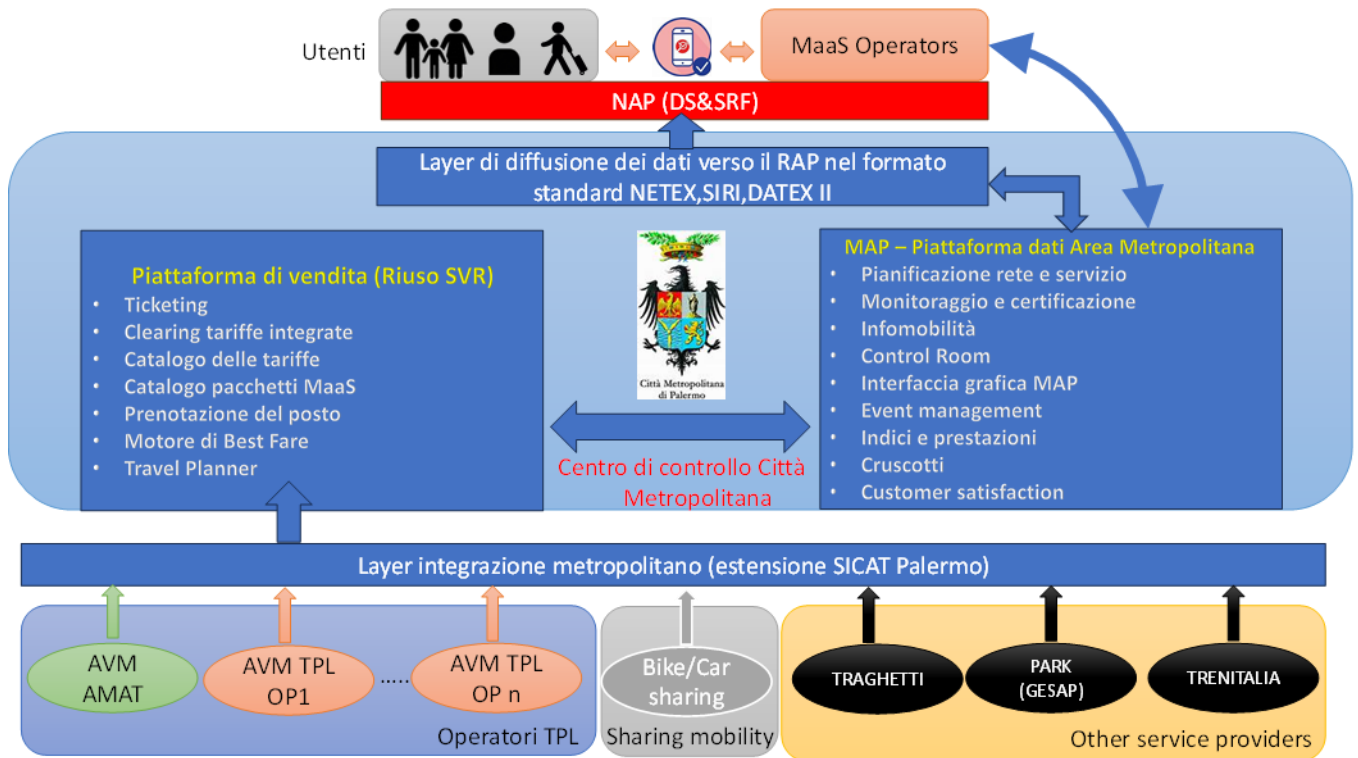 Utenti
MaaS Operators
NAP (DS&SRF)
Layer di diffusione dei dati verso il RAP nel formato
standard NETEX,SIRI,DATEX II
Piattaforma di vendita (Riuso SVR)
• Ticketing
• Clearing tariffe integrate
• Catalogo delle tariffe
• Catalogo pacchetti MaaS
• Prenotazione del posto
• Motore di Best Fare
• Travel Planner
Città Metropolitana
di Palermo
Centro di controllo Città
Metropolitana
MAP – Piattaforma dati Area Metropolitana
• Pianificazione rete e servizio
• Monitoraggio e certificazione
• Infomobilità
• Control Room
• Interfaccia grafica MAP
• Event management
• Indici e prestazioni
• Cruscotti
• Customer satisfaction
Layer integrazione metropolitano (estensione SICAT Palermo)
AVM
AMAT
AVM TPL
OP1
.....
AVM TPL
OP n
Operatori TPL
Bike/Car
sharing
Sharing mobility
TRAGHETTI
PARK
(GESAP)
TRENITALIA
Other service providers